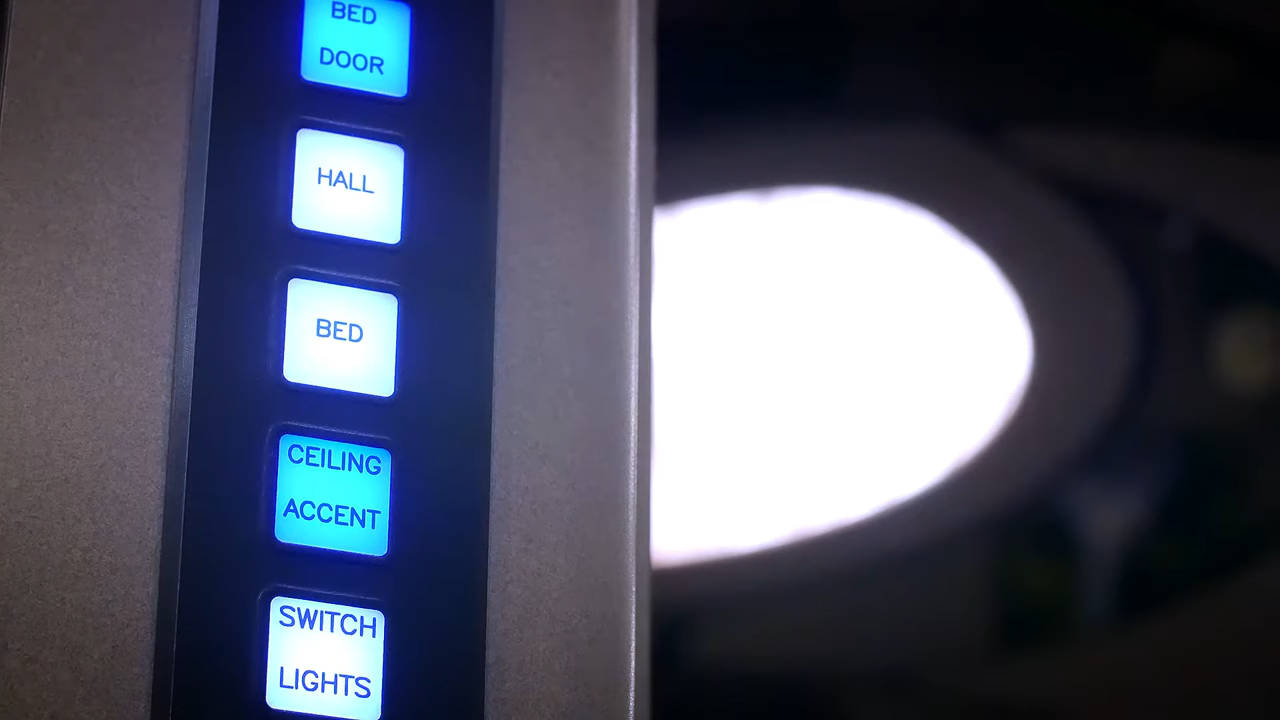 BED
DOOR
HALL
BED
CEILING
ACCENT
SWITCH
LIGHTS